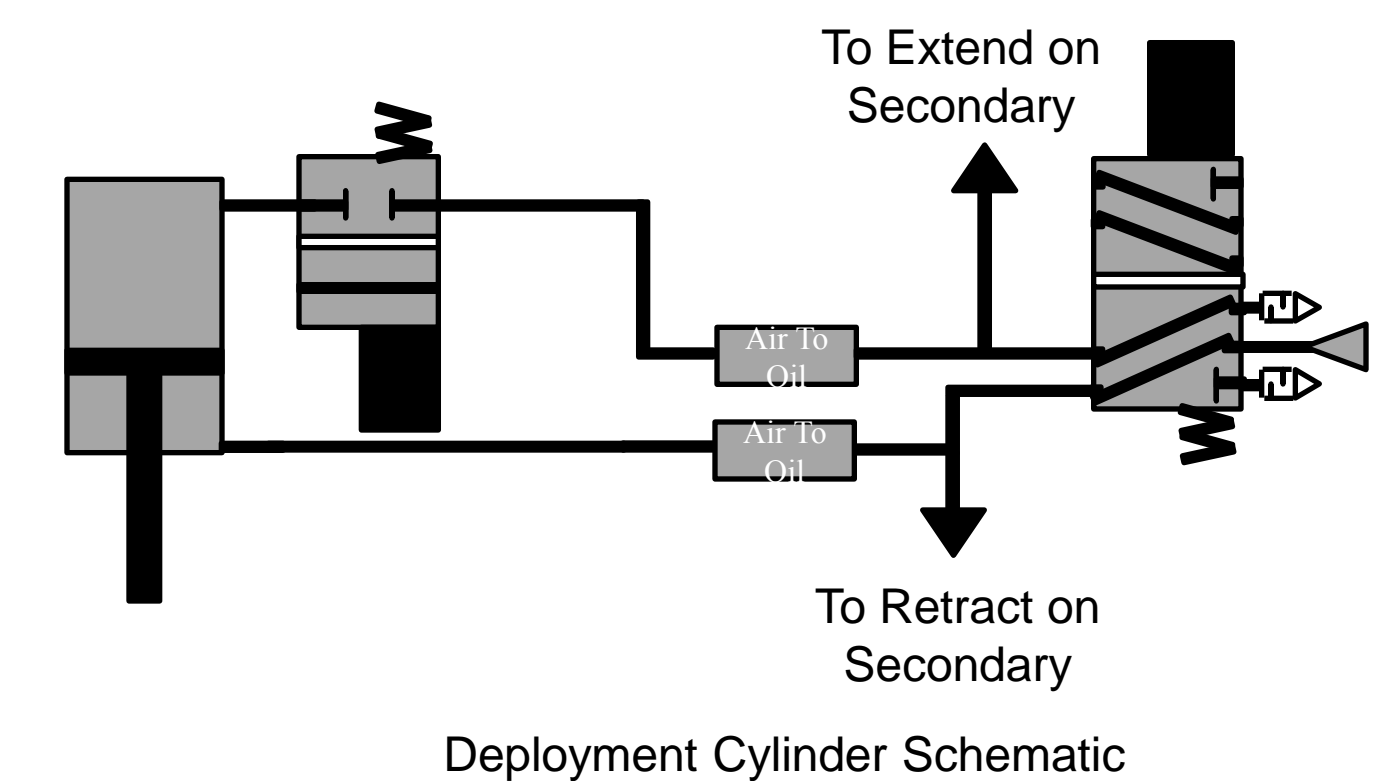 To Extend on
Secondary
Air To
Oil
Air To
Oil
To Retract on
Secondary
Deployment Cylinder Schematic